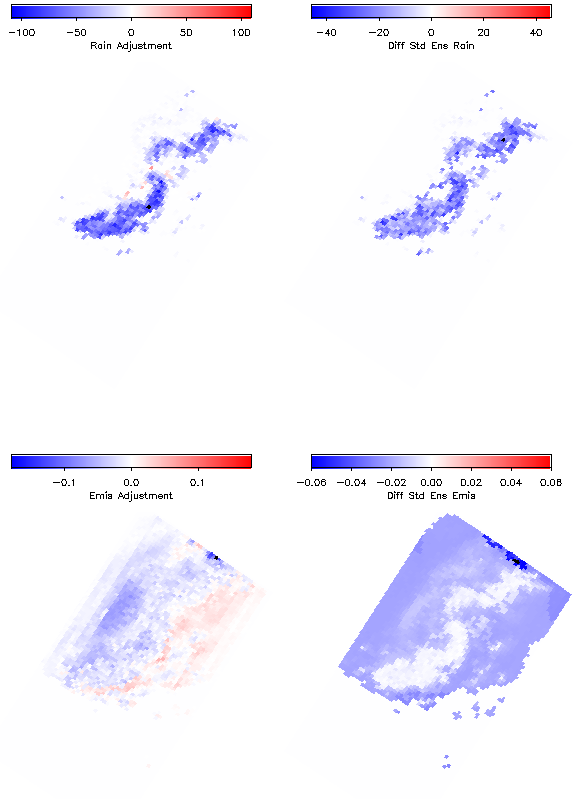 -100 -50 0 50 100
Rain Adjustment
-40 -20 0 20 40
Diff Std Ens Rain
-0.1 0.0 0.1
Emis Adjustment
-0.06 -0.04 -0.02 0.00 0.02 0.04 0.06
Diff Std Ens Emis